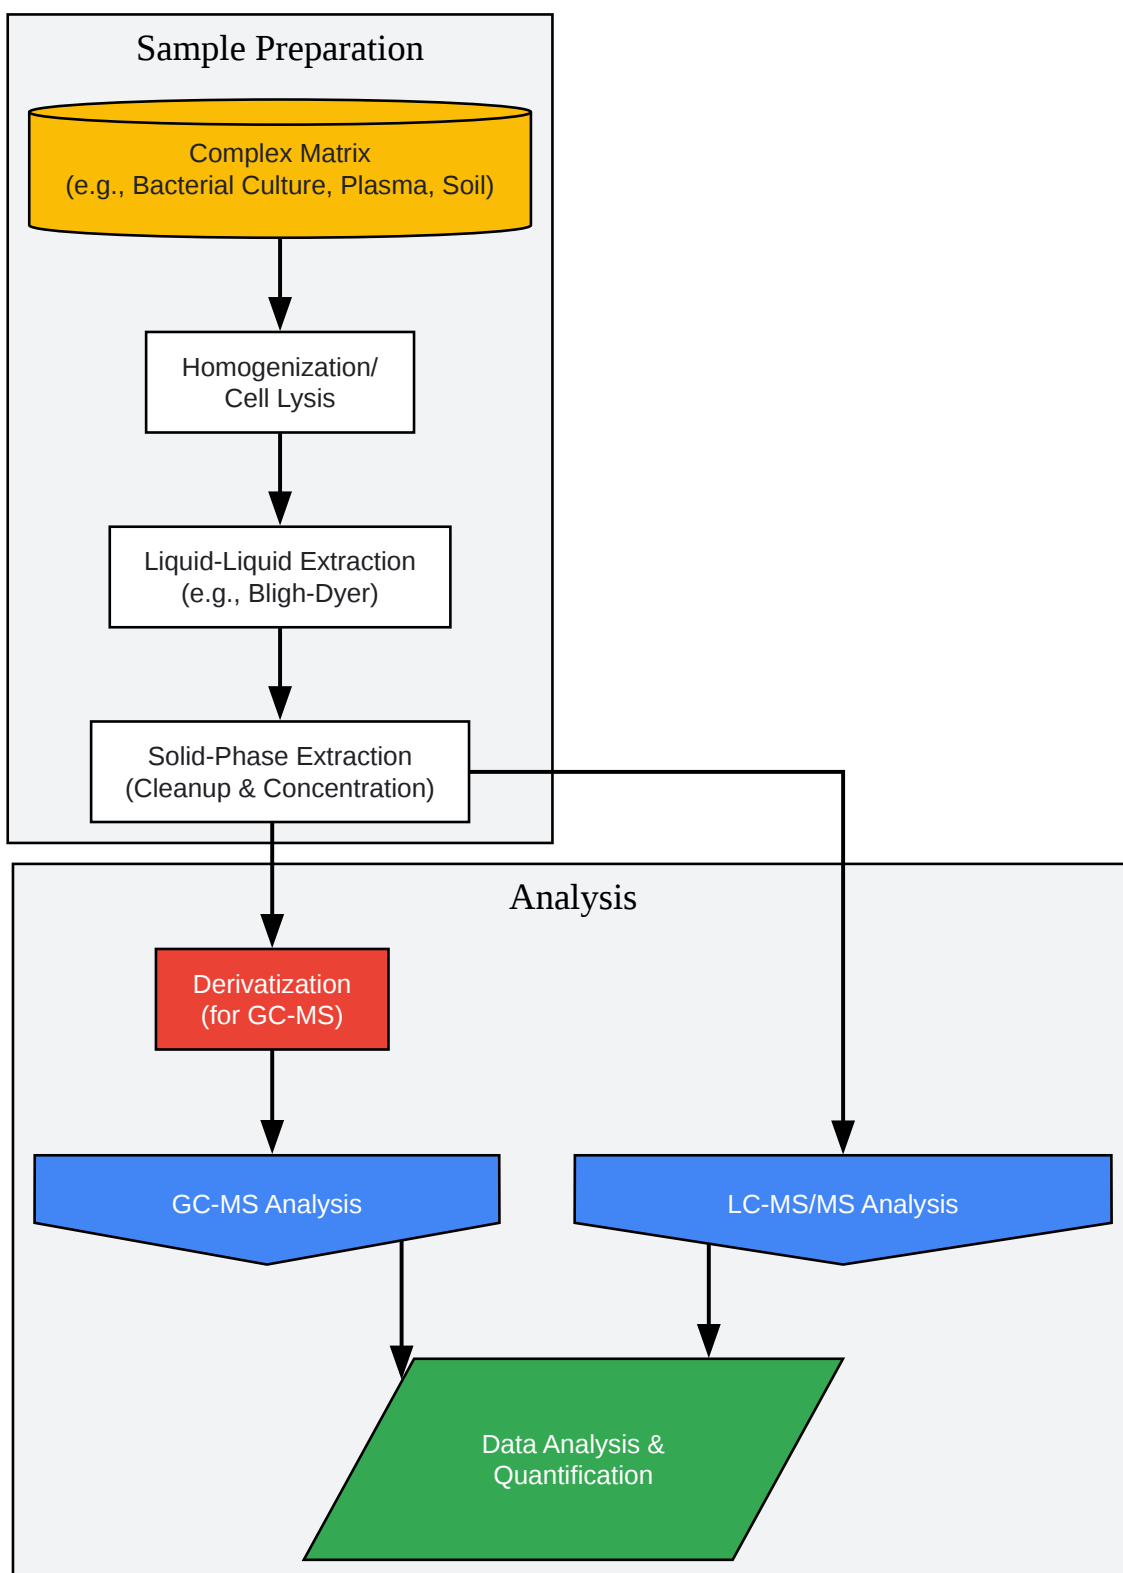 Sample Preparation
Complex Matrix
(e.g., Bacterial Culture, Plasma, Soil)
Homogenization/
Cell Lysis
Liquid-Liquid Extraction
(e.g., Bligh-Dyer)
Solid-Phase Extraction
(Cleanup & Concentration)
Analysis
Derivatization
(for GC-MS)
GC-MS Analysis
LC-MS/MS Analysis
Data Analysis &
Quantification